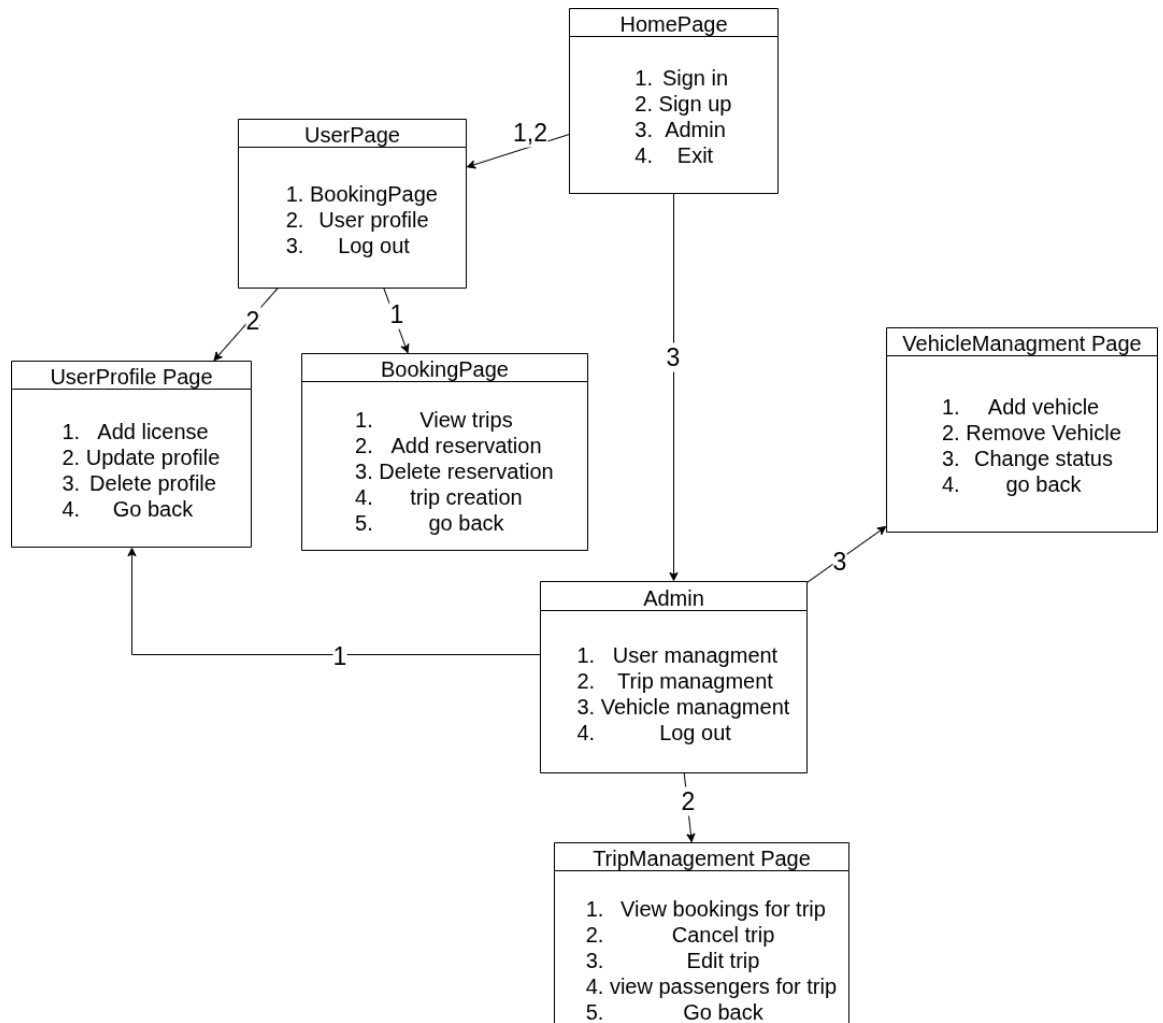 HomePage
1. Sign in
2. Sign up
3. Admin
4. Exit
1,2
UserPage
1. BookingPage
2. User profile
3. Log out
2
1
3
UserProfile Page
1. Add license
2. Update profile
3. Delete profile
4. Go back
BookingPage
1. View trips
2. Add reservation
3. Delete reservation
4. trip creation
5. go back
VehicleManagment Page
1. Add vehicle
2. Remove Vehicle
3. Change status
4. go back
3
Admin
1. User managment
2. Trip managment
3. Vehicle managment
4. Log out
1
2
TripManagement Page
1. View bookings for trip
2. Cancel trip
3. Edit trip
4. view passengers for trip
5. Go back